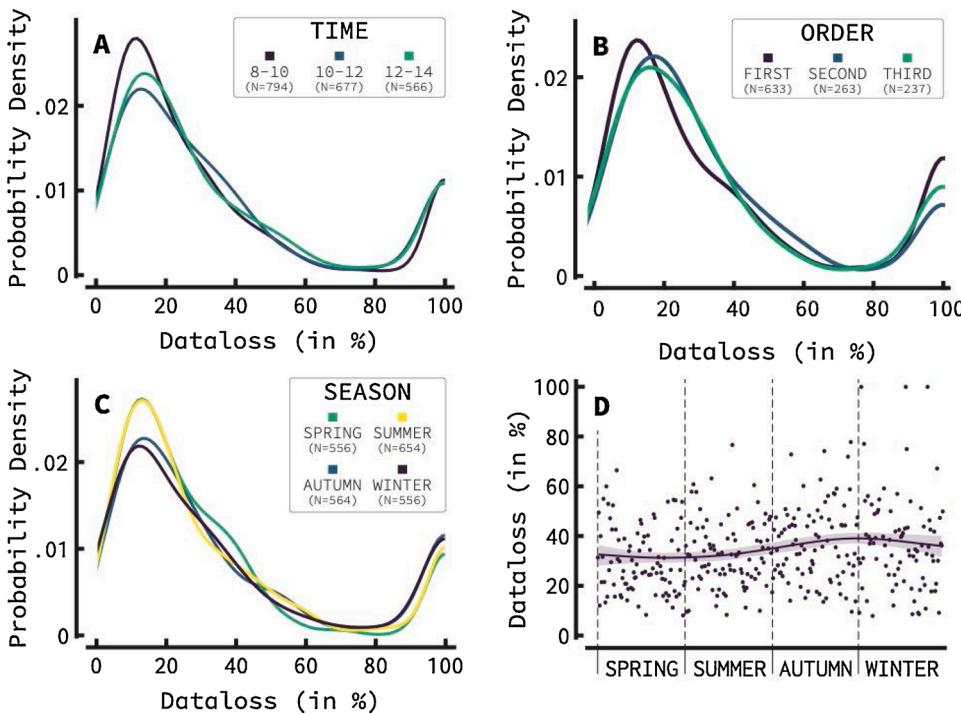 A
TIME
8-10 10-12 12-14
(N=794) (N=677) (N=566)
Probability Density
.02
.01
0
0 20 40 60 80 100
Dataloss (in %)
B
ORDER
FIRST SECOND THIRD
(N=633) (N=263) (N=237)
Probability Density
.02
.01
0
0 20 40 60 80 100
Dataloss (in %)
C
SEASON
SPRING SUMMER
(N=556) (N=654)
AUTUMN WINTER
(N=564) (N=556)
Probability Density
.02
.01
0
0 20 40 60 80 100
Dataloss (in %)
D
Dataloss (in %)
100
80
60
40
20
0
SPRING SUMMER AUTUMN WINTER